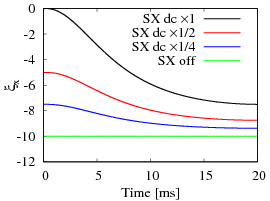 0
-2
-4
-6
-8
-10
-12
ξx
SX dc ×1
SX dc ×1/2
SX dc ×1/4
SX off
0 5 10 15 20
Time [ms]